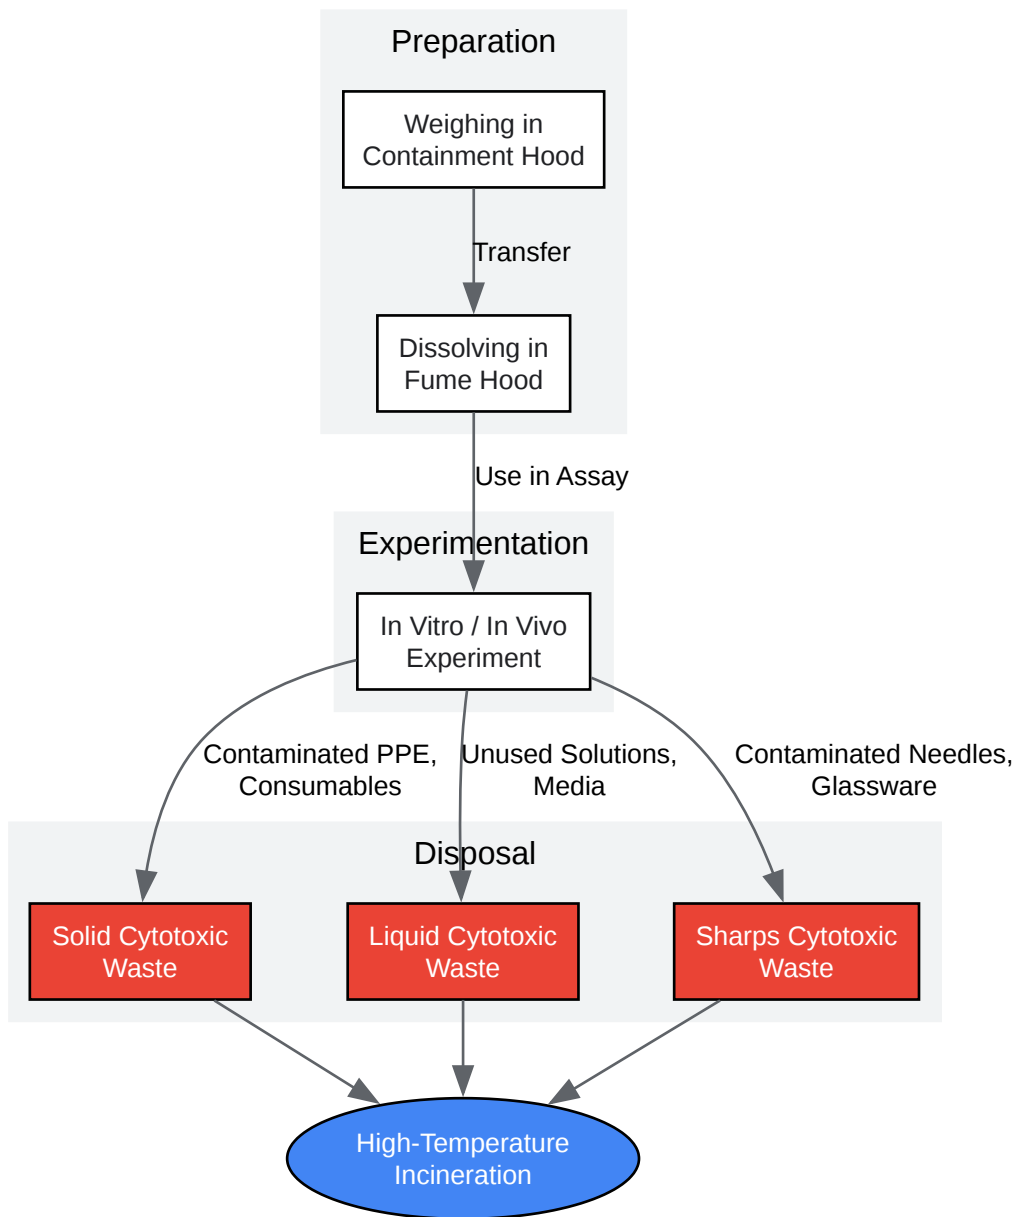 Preparation
Weighing in
Containment Hood
Transfer
Dissolving in
Fume Hood
Use in Assay
Experimentation
In Vitro / In Vivo
Experiment
Contaminated PPE,
Consumables
Unused Solutions,
Media
Contaminated Needles,
Glassware
Disposal
Solid Cytotoxic
Waste
Liquid Cytotoxic
Waste
Sharps Cytotoxic
Waste
High-Temperature
Incineration